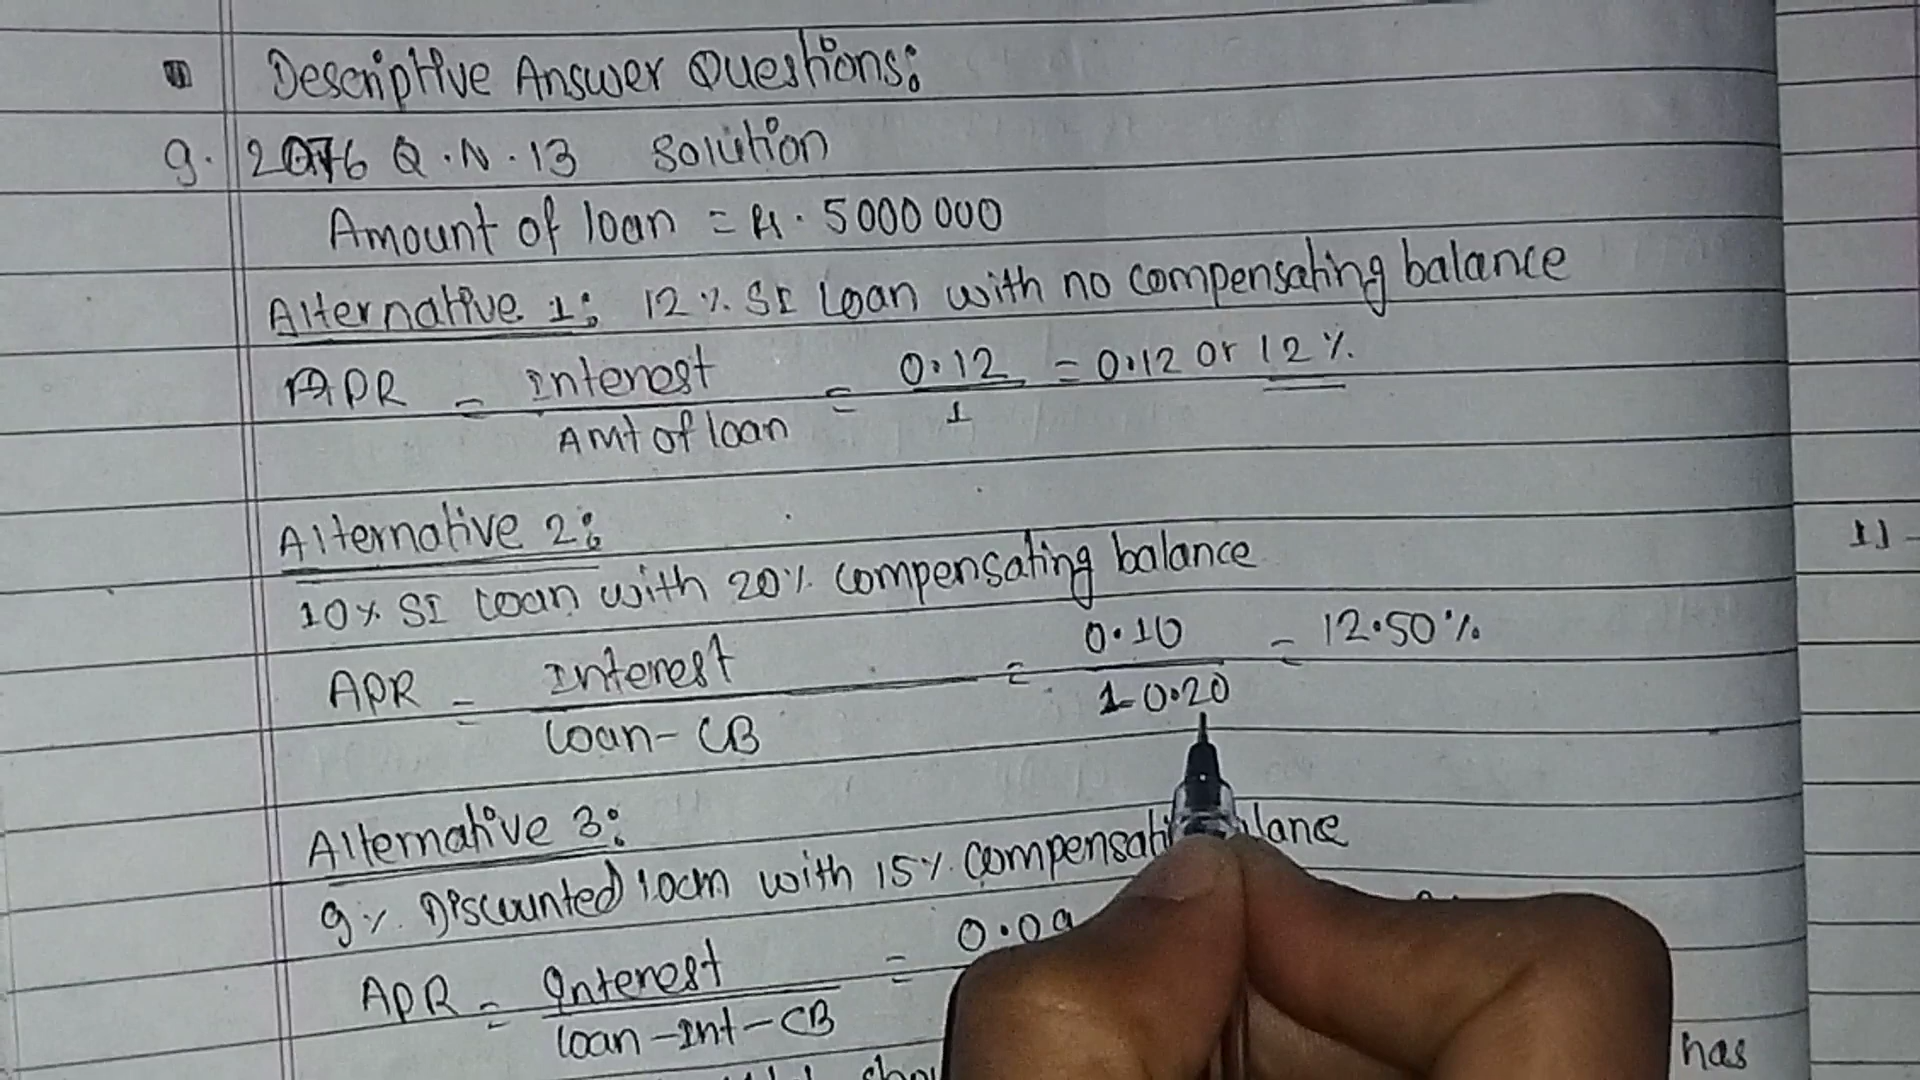 Descriptive Answer Questions:
9. 2076 Q.N.13 Solution
Amount of loan = Rs. 5000000
Alternative 1: 12% SI Loan with no compensating balance
APR = Interest / Amt of loan = 0.12 / 1 = 0.12 or 12%.
Alternative 2:
10% SI Loan with 20% compensating balance
APR = Interest / Loan - CB = 0.10 / 1-0.20 = 12.50%
Alternative 3:
9% Discounted loan with 15% compensati lance
APR = Interest / loan - Int - CB = 0.09
has
11